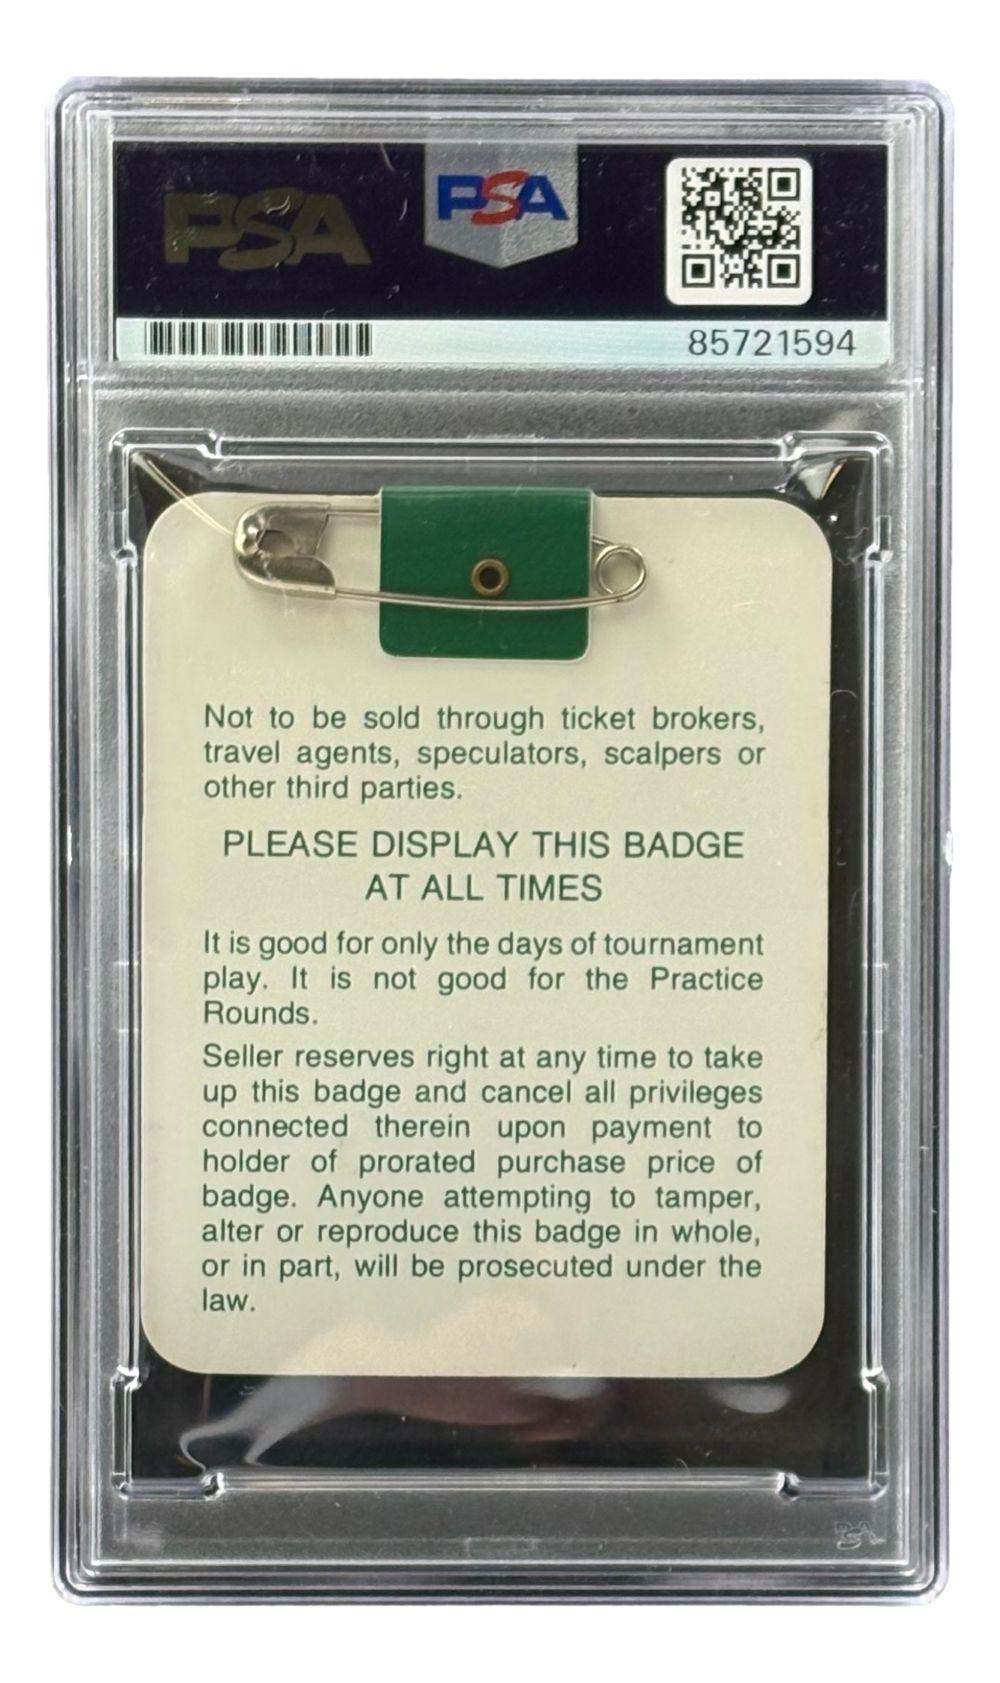 PSA
PSA
85721594
Not to be sold through ticket brokers,
travel agents, speculators, scalpers or
other third parties.
PLEASE DISPLAY THIS BADGE
AT ALL TIMES
It is good for only the days of tournament
play. It is not good for the Practice
Rounds.
Seller reserves right at any time to take
up this badge and cancel all privileges
connected therein upon payment to
holder of prorated purchase price of
badge. Anyone attempting to tamper,
alter or reproduce this badge in whole,
or in part, will be prosecuted under the
law.
PSA